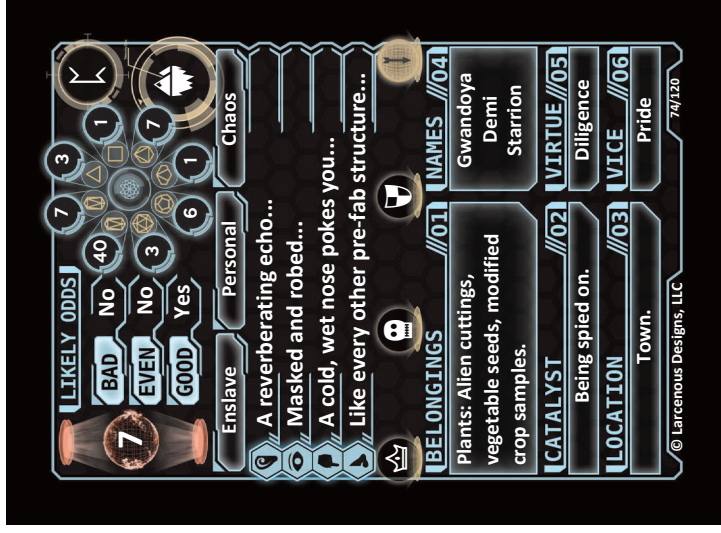 LIKELY ODDS
7 3
40 1
7
BAD No
EVEN No
GOOD Yes
3 7
6 1
Enslave Personal Chaos
A reverberating echo...
Masked and robed...
A cold, wet nose pokes you...
Like every other pre-fab structure...
BELONGINGS //01
Plants: Alien cuttings,
vegetable seeds, modified
crop samples.
NAMES //04
Gwandoya
Demi
Starrion
CATALYST //02
Being spied on.
VIRTUE //05
Diligence
LOCATION //03
Town.
VICE //06
Pride
© Larcenous Designs, LLC
74/120